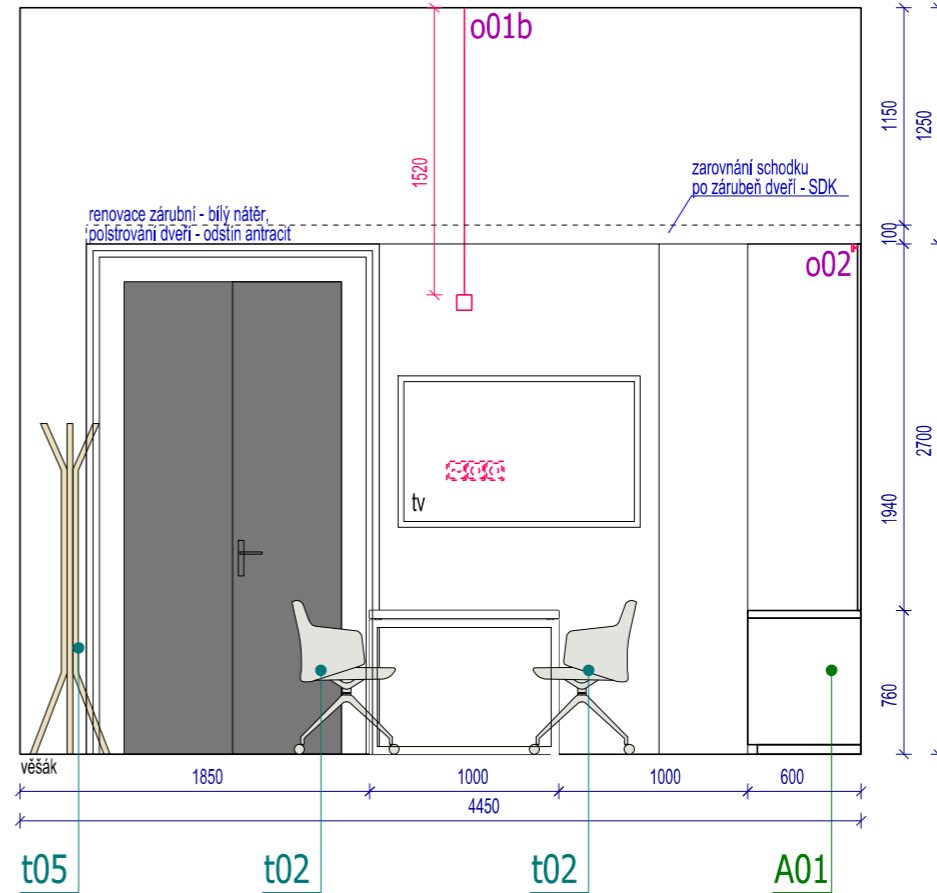 o01b
1150
1250
1520
zarovnání schodku
po zárubeň dveří - SDK
renovace zárubní - bílý nátěr,
polstrování dveří - odstín antracit
100
o02
2700
tv
1940
760
věšák
1850
1000
1000
600
4450
t05
t02
t02
A01